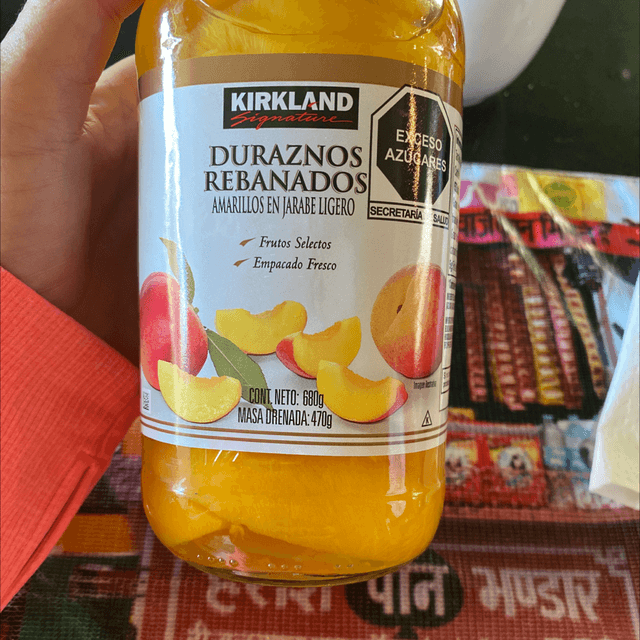 KIRKLAND
Signature
DURAZNOS
REBANADOS
AMARILLOS EN JARABE LIGERO
Frutos Selectos
Empacado Fresco
EXCESO
AZÚCARES
SECRETARÍA SALUD
CONT. NETO: 680g
MASA DRENADA: 470g
पान भण्डार